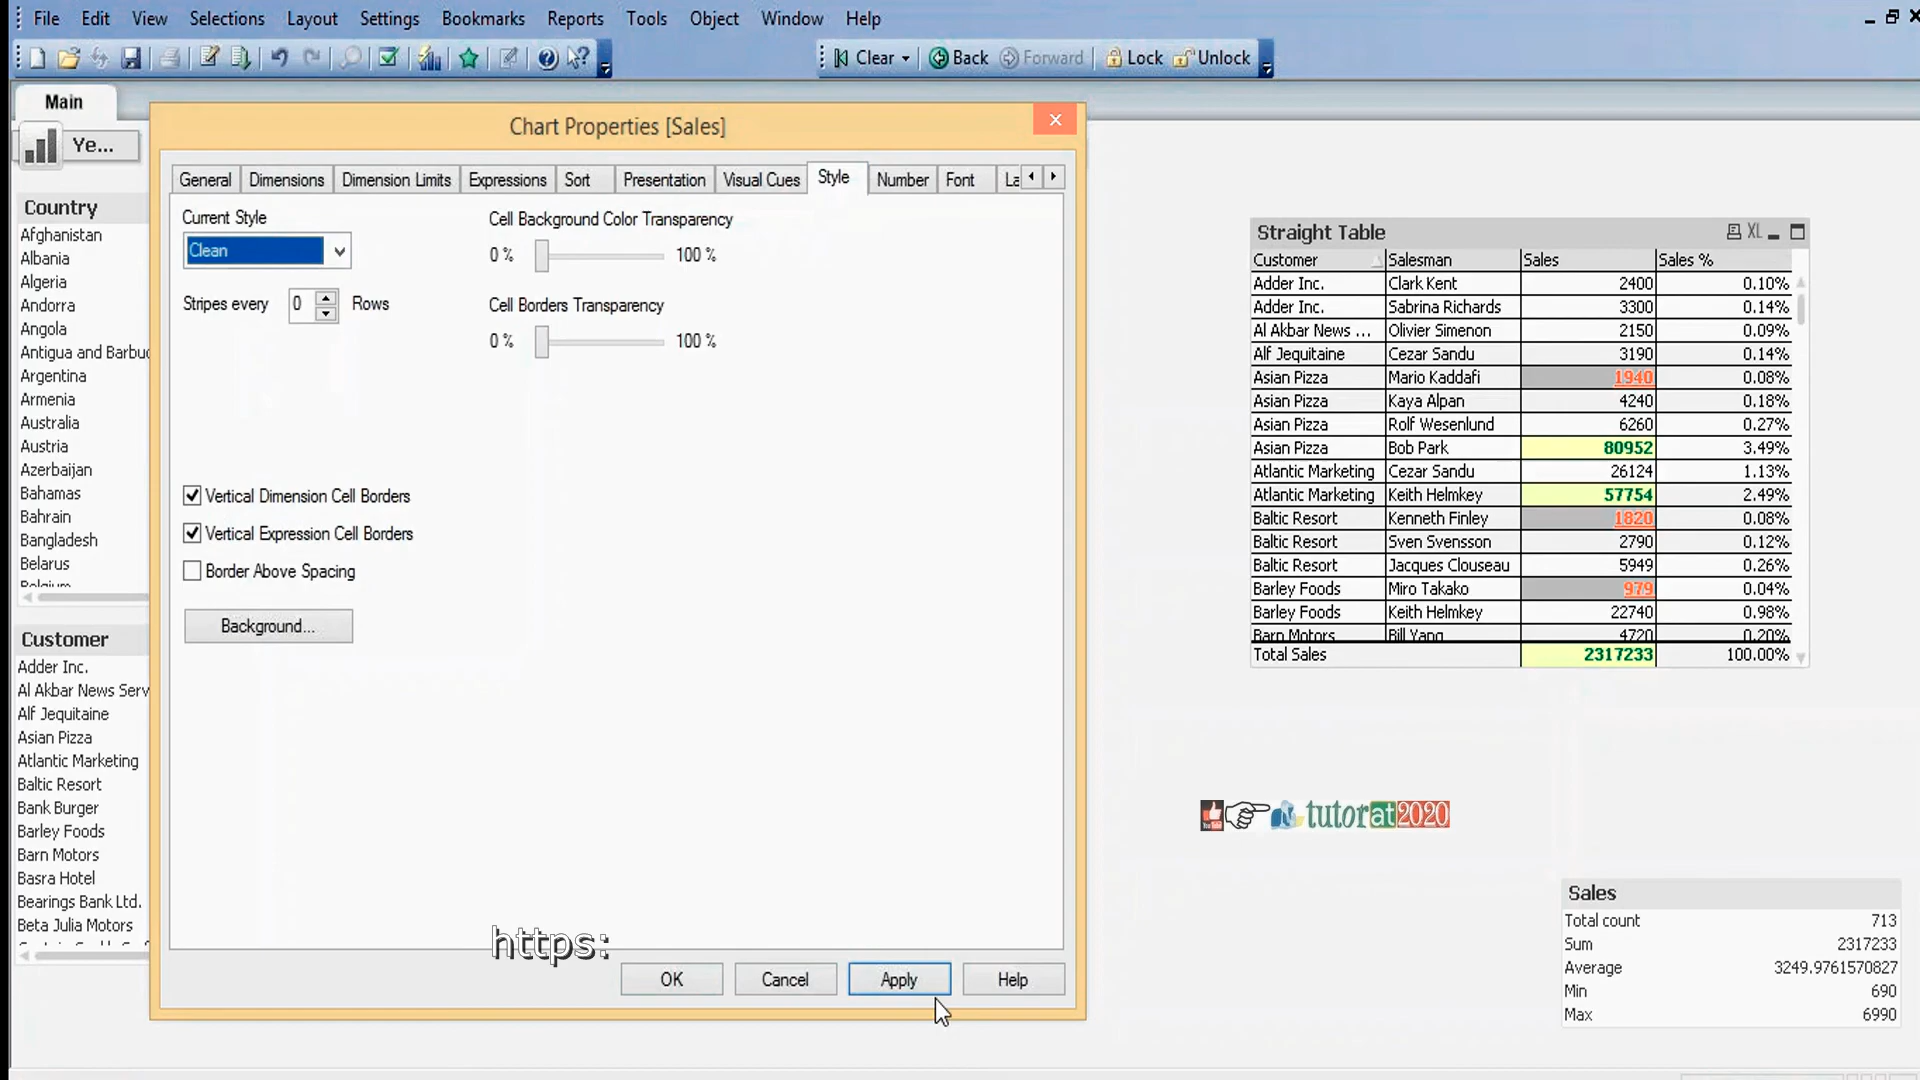 File Edit View Selections Layout Settings Bookmarks Reports Tools Object Window Help
Clear Back Forward Lock Unlock
Main
Ye...
Country
Afghanistan
Albania
Algeria
Andorra
Angola
Antigua and Barbuc
Argentina
Armenia
Australia
Austria
Azerbaijan
Bahamas
Bahrain
Bangladesh
Belarus
Belgium
Customer
Adder Inc.
Al Akbar News Serv
Alf Jequitaine
Asian Pizza
Atlantic Marketing
Baltic Resort
Bank Burger
Barley Foods
Barn Motors
Basra Hotel
Bearings Bank Ltd.
Beta Julia Motors
Chart Properties [Sales]
General Dimensions Dimension Limits Expressions Sort Presentation Visual Cues Style Number Font La
Current Style
Clean
Stripes every 0 Rows
Cell Background Color Transparency
0 % 100 %
Cell Borders Transparency
0 % 100 %
Vertical Dimension Cell Borders
Vertical Expression Cell Borders
Border Above Spacing
Background...
https:
OK Cancel Apply Help
Straight Table XL
Customer Salesman Sales Sales %
Adder Inc. Clark Kent 2400 0.10%
Adder Inc. Sabrina Richards 3300 0.14%
Al Akbar News ... Olivier Simenon 2150 0.09%
Alf Jequitaine Cezar Sandu 3190 0.14%
Asian Pizza Mario Kaddafi 1940 0.08%
Asian Pizza Kaya Alpan 4240 0.18%
Asian Pizza Rolf Wesenlund 6260 0.27%
Asian Pizza Bob Park 80952 3.49%
Atlantic Marketing Cezar Sandu 26124 1.13%
Atlantic Marketing Keith Helmkey 57754 2.49%
Baltic Resort Kenneth Finley 1820 0.08%
Baltic Resort Sven Svensson 2790 0.12%
Baltic Resort Jacques Clouseau 5949 0.26%
Barley Foods Miro Takako 979 0.04%
Barley Foods Keith Helmkey 22740 0.98%
Barn Motors Bill Yang 4720 0.20%
Total Sales 2317233 100.00%
tutorat2020
Sales
Total count 713
Sum 2317233
Average 3249.9761570827
Min 690
Max 6990